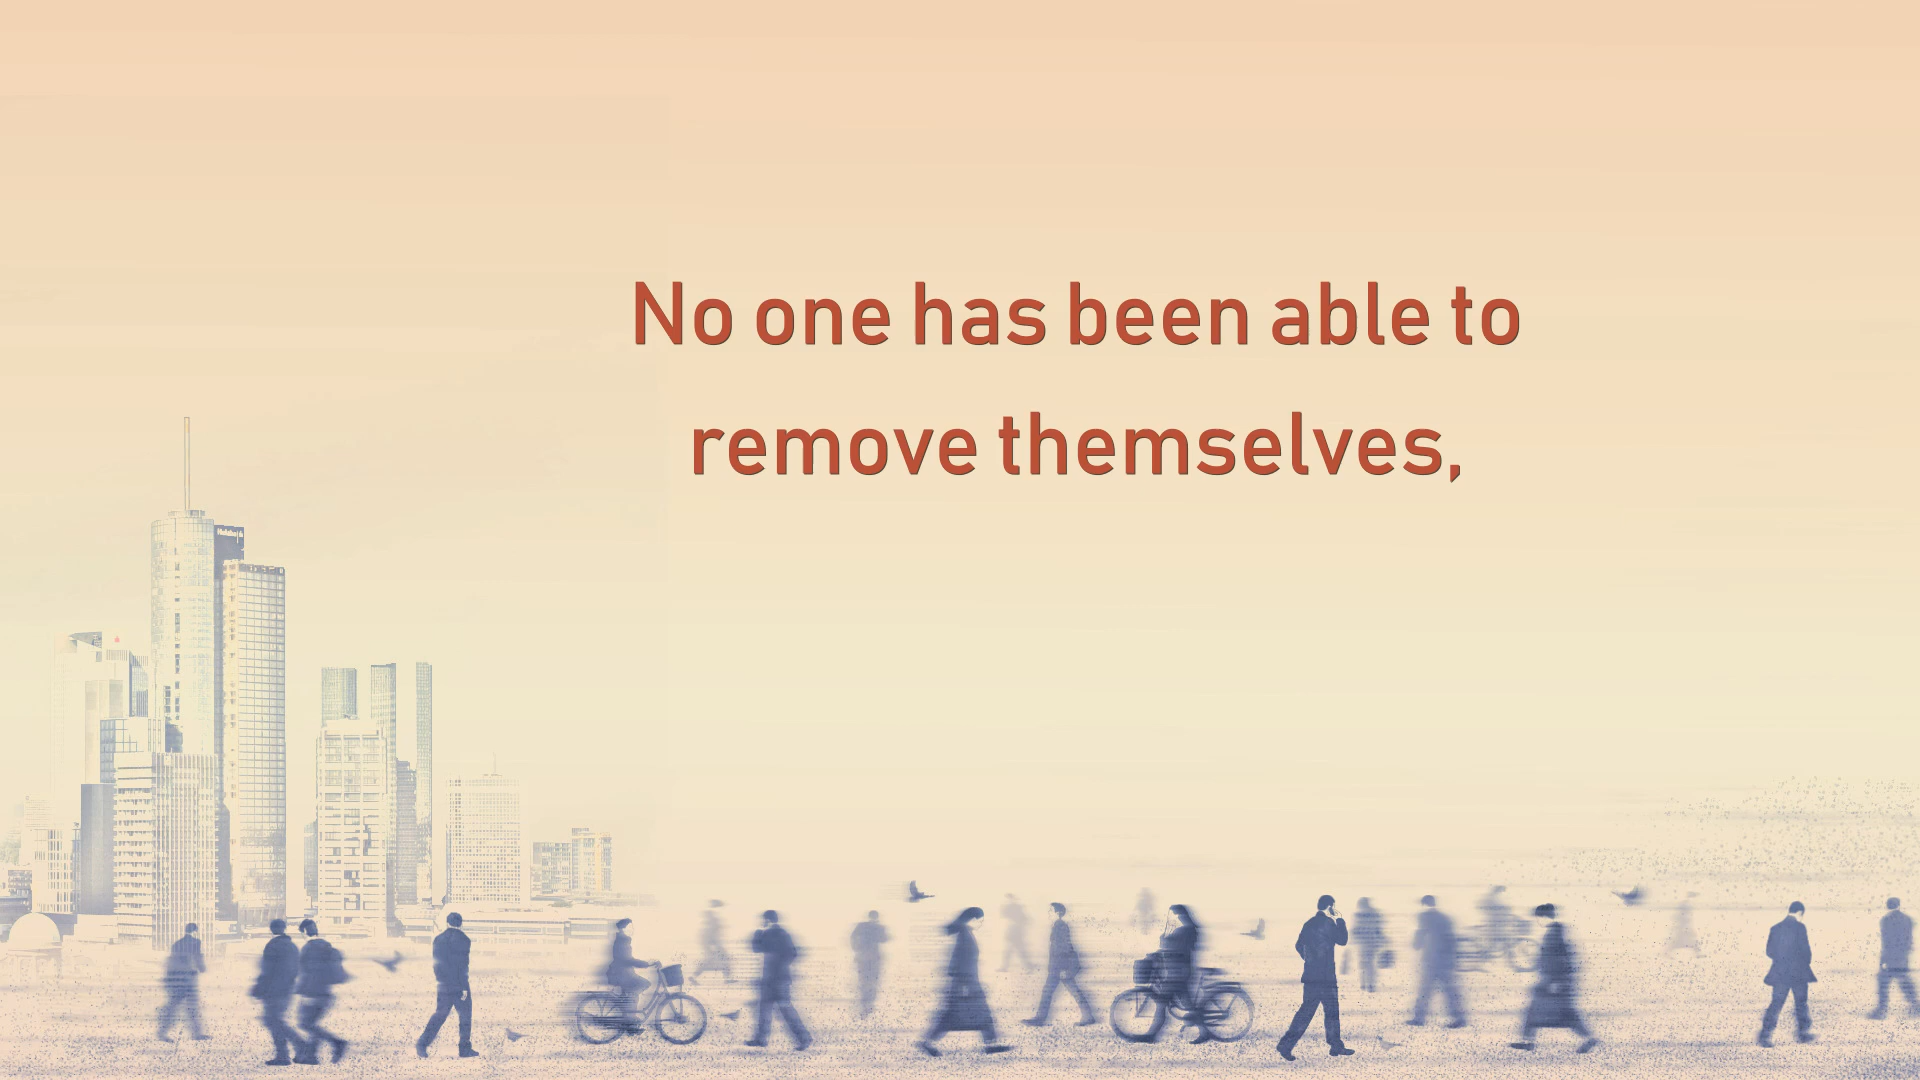 No one has been able to
remove themselves,